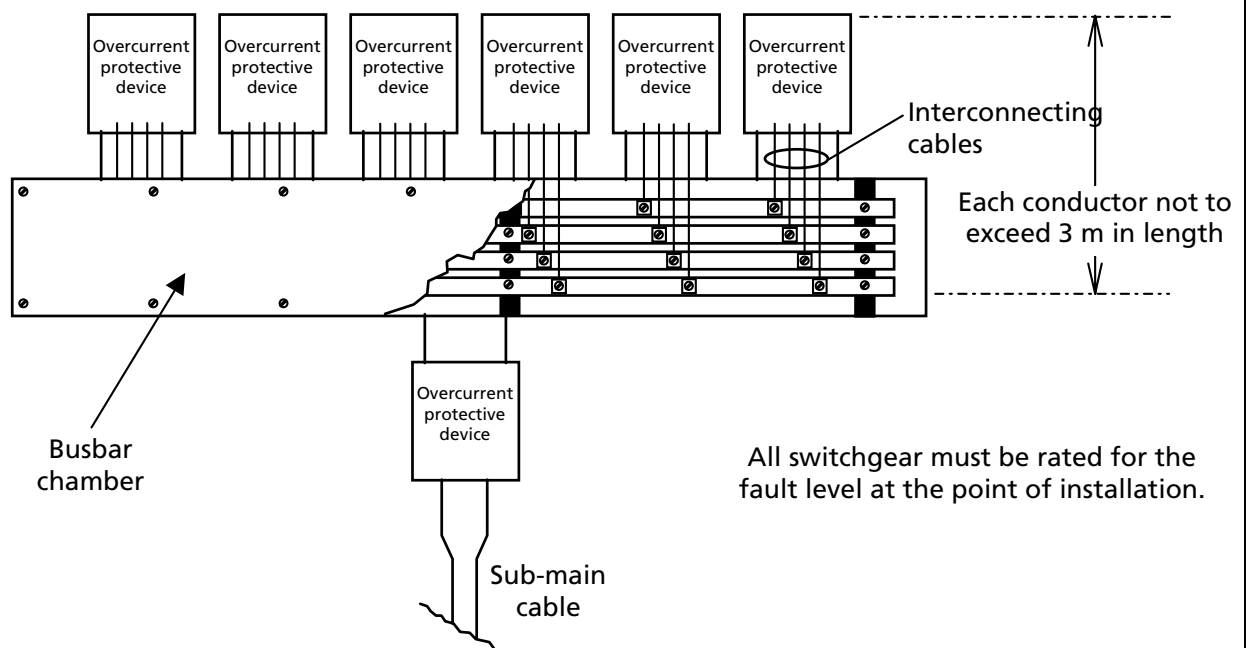 Overcurrent
protective
device
Overcurrent
protective
device
Overcurrent
protective
device
Overcurrent
protective
device
Overcurrent
protective
device
Overcurrent
protective
device
Interconnecting
cables
Each conductor not to
exceed 3 m in length
Overcurrent
protective
device
Busbar
chamber
All switchgear must be rated for the
fault level at the point of installation.
Sub-main
cable